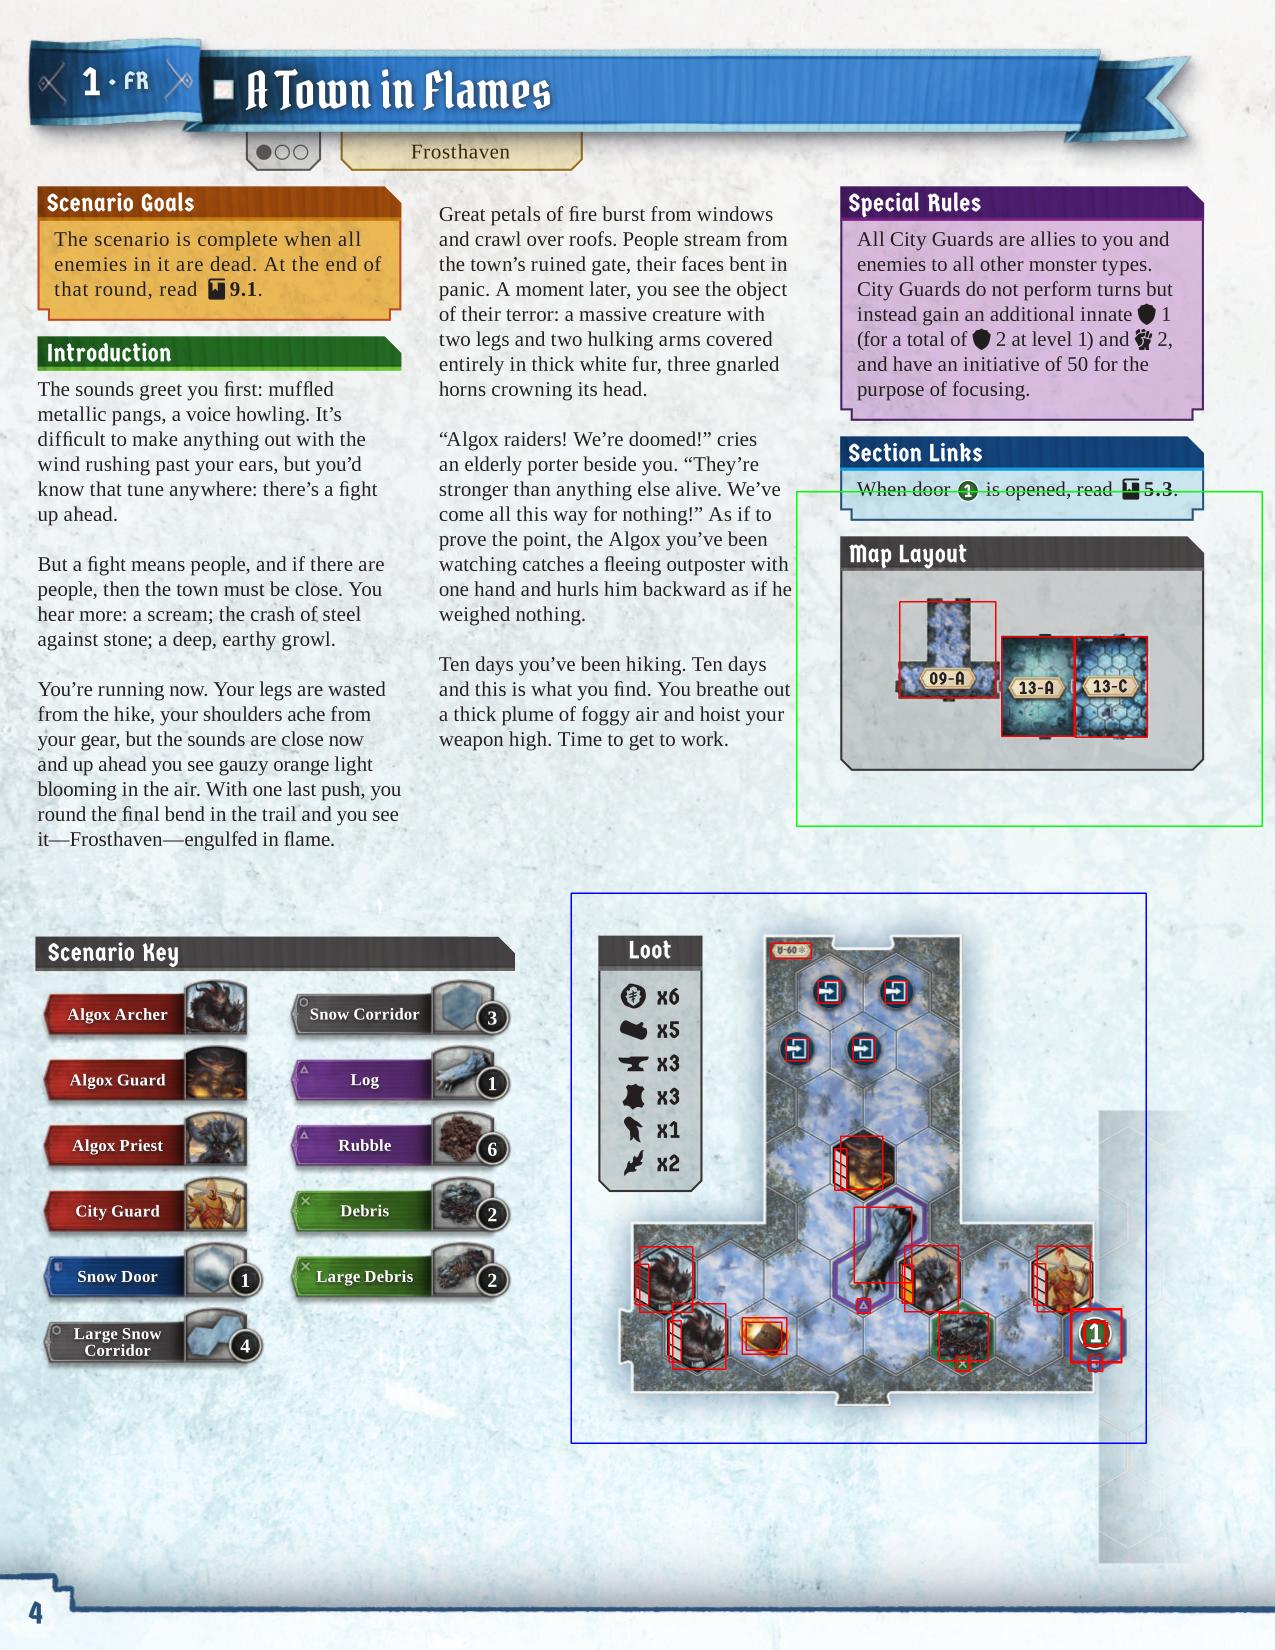 1 • FR
A Town in Flames
Frosthaven
Scenario Goals
The scenario is complete when all
enemies in it are dead. At the end of
that round, read 9.1.
Introduction
The sounds greet you first: muffled
metallic pangs, a voice howling. It’s
difficult to make anything out with the
wind rushing past your ears, but you’d
know that tune anywhere: there’s a fight
up ahead.
But a fight means people, and if there are
people, then the town must be close. You
hear more: a scream; the crash of steel
against stone; a deep, earthy growl.
You’re running now. Your legs are wasted
from the hike, your shoulders ache from
your gear, but the sounds are close now
and up ahead you see gauzy orange light
blooming in the air. With one last push, you
round the final bend in the trail and you see
it—Frosthaven—engulfed in flame.
Great petals of fire burst from windows
and crawl over roofs. People stream from
the town’s ruined gate, their faces bent in
panic. A moment later, you see the object
of their terror: a massive creature with
two legs and two hulking arms covered
entirely in thick white fur, three gnarled
horns crowning its head.
“Algox raiders! We’re doomed!” cries
an elderly porter beside you. “They’re
stronger than anything else alive. We’ve
come all this way for nothing!” As if to
prove the point, the Algox you’ve been
watching catches a fleeing outposter with
one hand and hurls him backward as if he
weighed nothing.
Ten days you’ve been hiking. Ten days
and this is what you find. You breathe out
a thick plume of foggy air and hoist your
weapon high. Time to get to work.
Special Rules
All City Guards are allies to you and
enemies to all other monster types.
City Guards do not perform turns but
instead gain an additional innate 1
(for a total of 2 at level 1) and 2,
and have an initiative of 50 for the
purpose of focusing.
Section Links
When door 1 is opened, read 5.3.
Map Layout
09-A
13-A
13-C
Scenario Key
Algox Archer
Algox Guard
Algox Priest
City Guard
Snow Door 1
Large Snow
Corridor 4
Snow Corridor 3
Log 1
Rubble 6
Debris 2
Large Debris 2
Loot
x6
x5
x3
x3
x1
x2
09-A
1
4